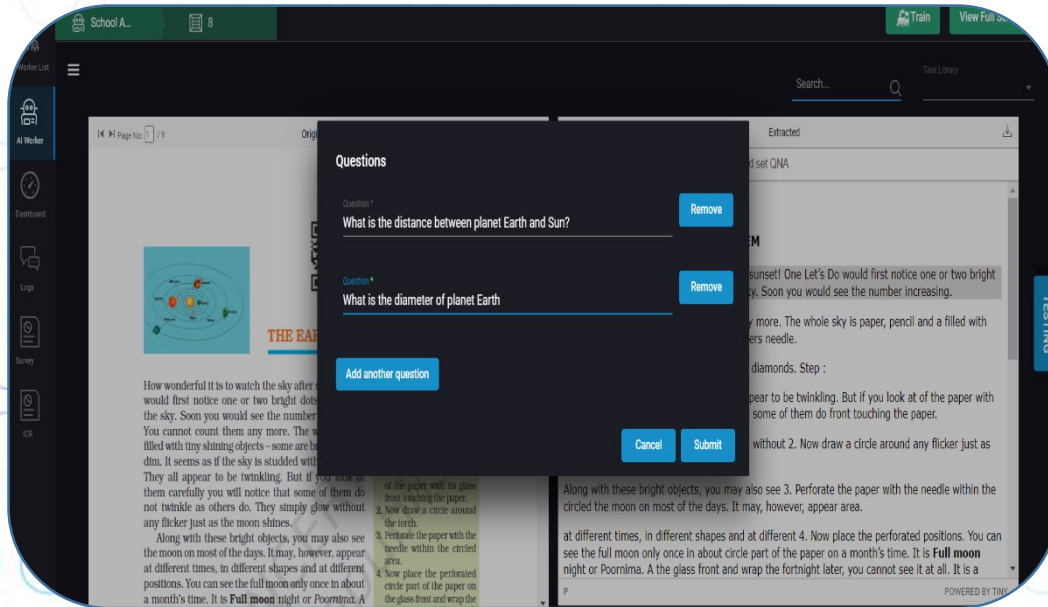 School A...
8
Train
View Full
Worker List
Search...
Task Library
AI Worker
Dashboard
Logs
Survey
ICR
Page No: 1 / 9
Extracted
set QNA
TESTING
Questions
Question *
What is the distance between planet Earth and Sun?
Remove
Question *
What is the diameter of planet Earth
Remove
Add another question
Cancel
Submit
How wonderful it is to watch the sky after
would first notice one or two bright dots
the sky. Soon you would see the number
You cannot count them any more. The
filled with tiny shining objects – some are
dim. It seems as if the sky is studded with
They all appear to be twinkling. But if you look at
them carefully you will notice that some of them do
not twinkle as others do. They simply glow without
any flicker just as the moon shines.
Along with these bright objects, you may also see
the moon on most of the days. It may, however, appear
at different times, in different shapes and at different
positions. You can see the full moon only once in about
a month's time. It is Full moon night or Poornima. A
THE
of the paper with its glass
front touching the paper.
2. Now draw a circle around
the torch.
3. Perforate the paper with the
needle within the circled
area.
4. Now place the perforated
circle part of the paper on
the glass front and wrap the
sunset! One Let's Do would first notice one or two bright
Soon you would see the number increasing.
more. The whole sky is paper, pencil and a filled with
needle.
diamonds. Step :
to be twinkling. But if you look at of the paper with
some of them do front touching the paper.
without 2. Now draw a circle around any flicker just as
Along with these bright objects, you may also see 3. Perforate the paper with the needle within the
circled the moon on most of the days. It may, however, appear area.
at different times, in different shapes and at different 4. Now place the perforated positions. You can
see the full moon only once in about circle part of the paper on a month's time. It is Full moon
night or Poornima. A the glass front and wrap the fortnight later, you cannot see it at all. It is a
P
POWERED BY TINY